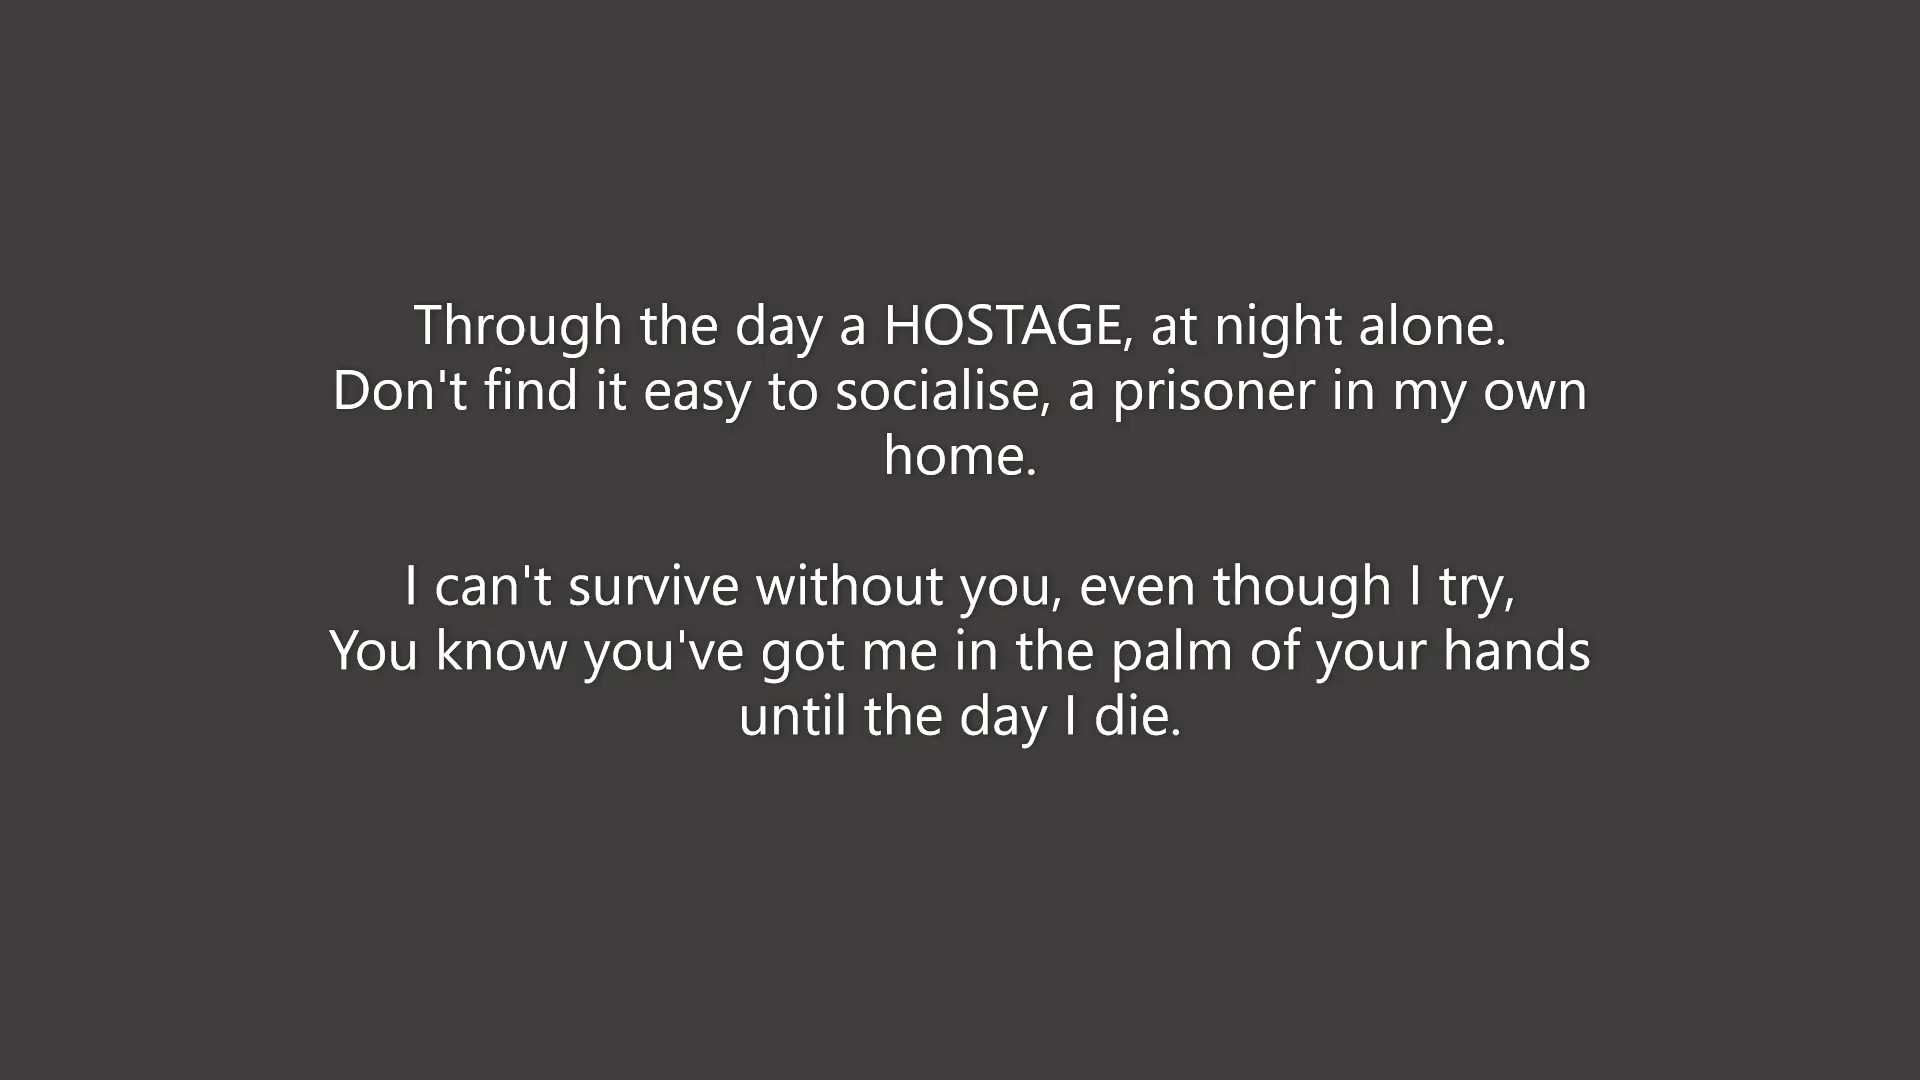 Through the day a HOSTAGE, at night alone.
Don't find it easy to socialise, a prisoner in my own
home.
I can't survive without you, even though I try,
You know you've got me in the palm of your hands
until the day I die.